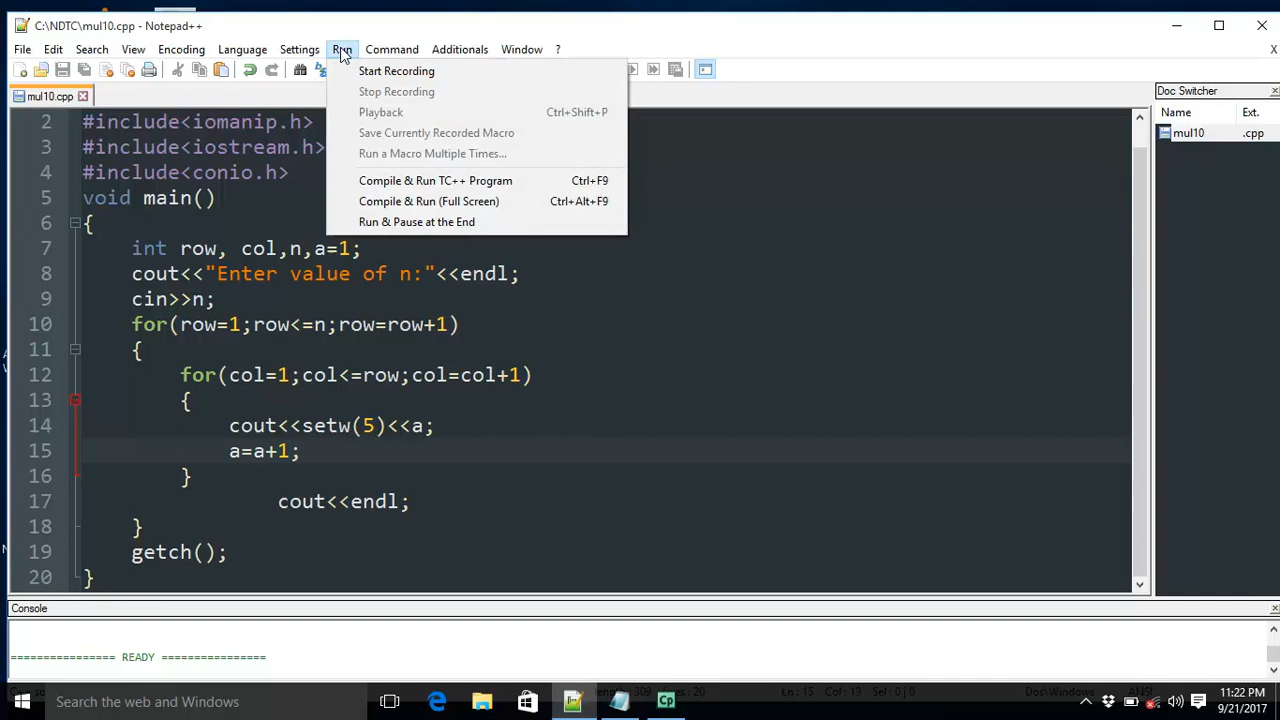 C:\NDTC\mul10.cpp - Notepad++
File Edit Search View Encoding Language Settings Run Command Additionals Window ? X
Start Recording
Stop Recording
Playback Ctrl+Shift+P
Save Currently Recorded Macro
Run a Macro Multiple Times...
Compile & Run TC++ Program Ctrl+F9
Compile & Run (Full Screen) Ctrl+Alt+F9
Run & Pause at the End
mul10.cpp
Doc Switcher
Name Ext.
mul10 .cpp
2 #include<iomanip.h>
3 #include<iostream.h>
4 #include<conio.h>
5 void main()
6 {
7 int row, col,n,a=1;
8 cout<<"Enter value of n:"<<endl;
9 cin>>n;
10 for(row=1;row<=n;row=row+1)
11 {
12 for(col=1;col<=row;col=col+1)
13 {
14 cout<<setw(5)<<a;
15 a=a+1;
16 }
17 cout<<endl;
18 }
19 getch();
20 }
Console
================ READY ================
Ln : 15 Col : 19 Sel : 0 | 0 Dos\Windows ANSI
Search the web and Windows
Cp
11:22 PM
9/21/2017